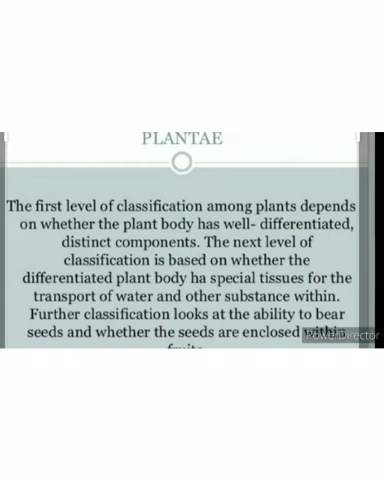 PLANTAE
The first level of classification among plants depends
on whether the plant body has well- differentiated,
distinct components. The next level of
classification is based on whether the
differentiated plant body ha special tissues for the
transport of water and other substance within.
Further classification looks at the ability to bear
seeds and whether the seeds are enclosed within
PowerDirector